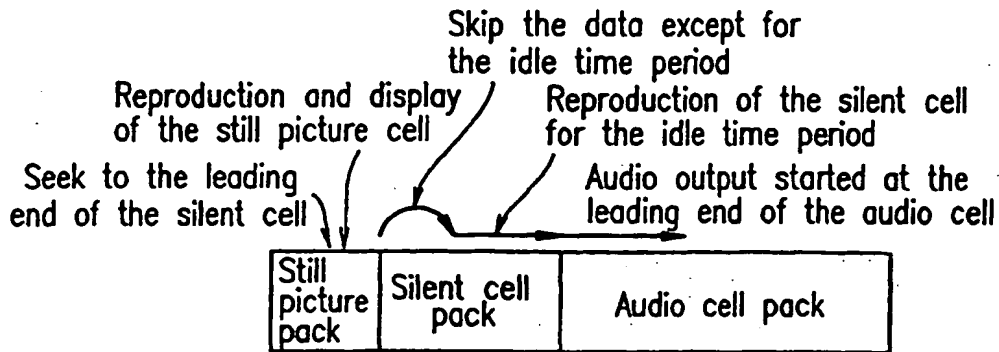 Skip the data except for
the idle time period
Reproduction and display
of the still picture cell
Reproduction of the silent cell
for the idle time period
Seek to the leading
end of the silent cell
Audio output started at the
leading end of the audio cell
Still
picture
pack
Silent cell
pack
Audio cell pack